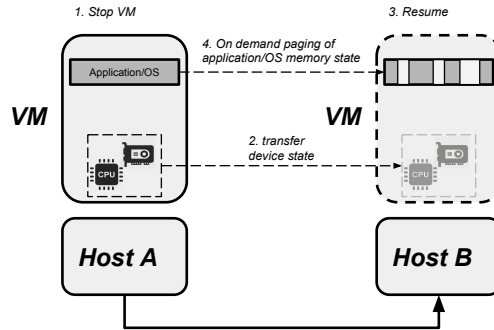 1. Stop VM
3. Resume
4. On demand paging of
application/OS memory state
Application/OS
VM
VM
2. transfer
device state
CPU
CPU
Host A
Host B